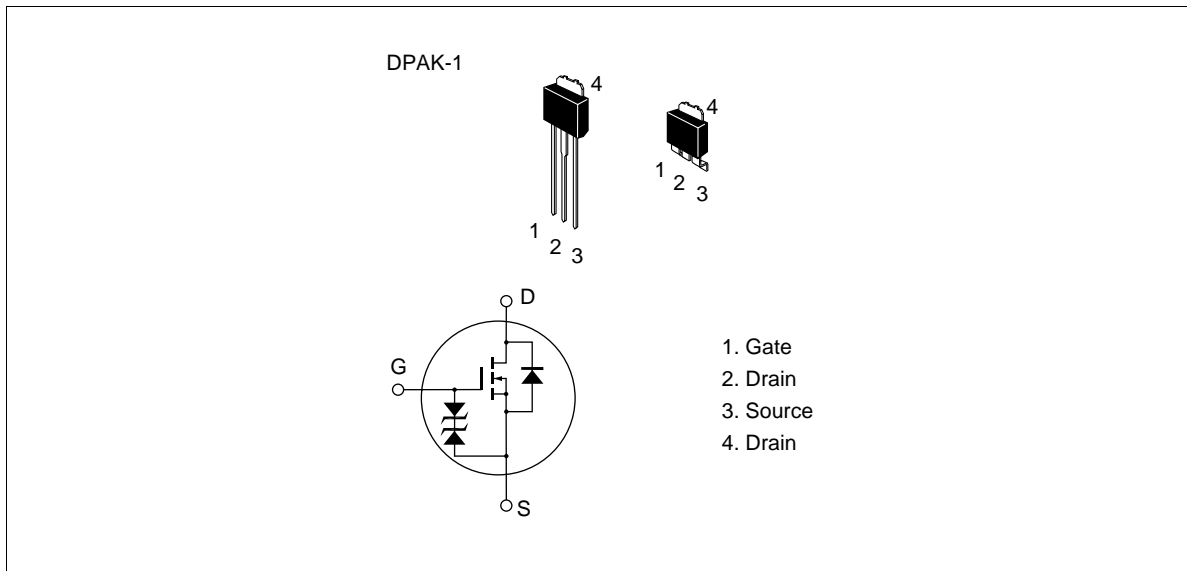 DPAK-1
4
4
1
2
3
1
2
3
D
G
S
1. Gate
2. Drain
3. Source
4. Drain